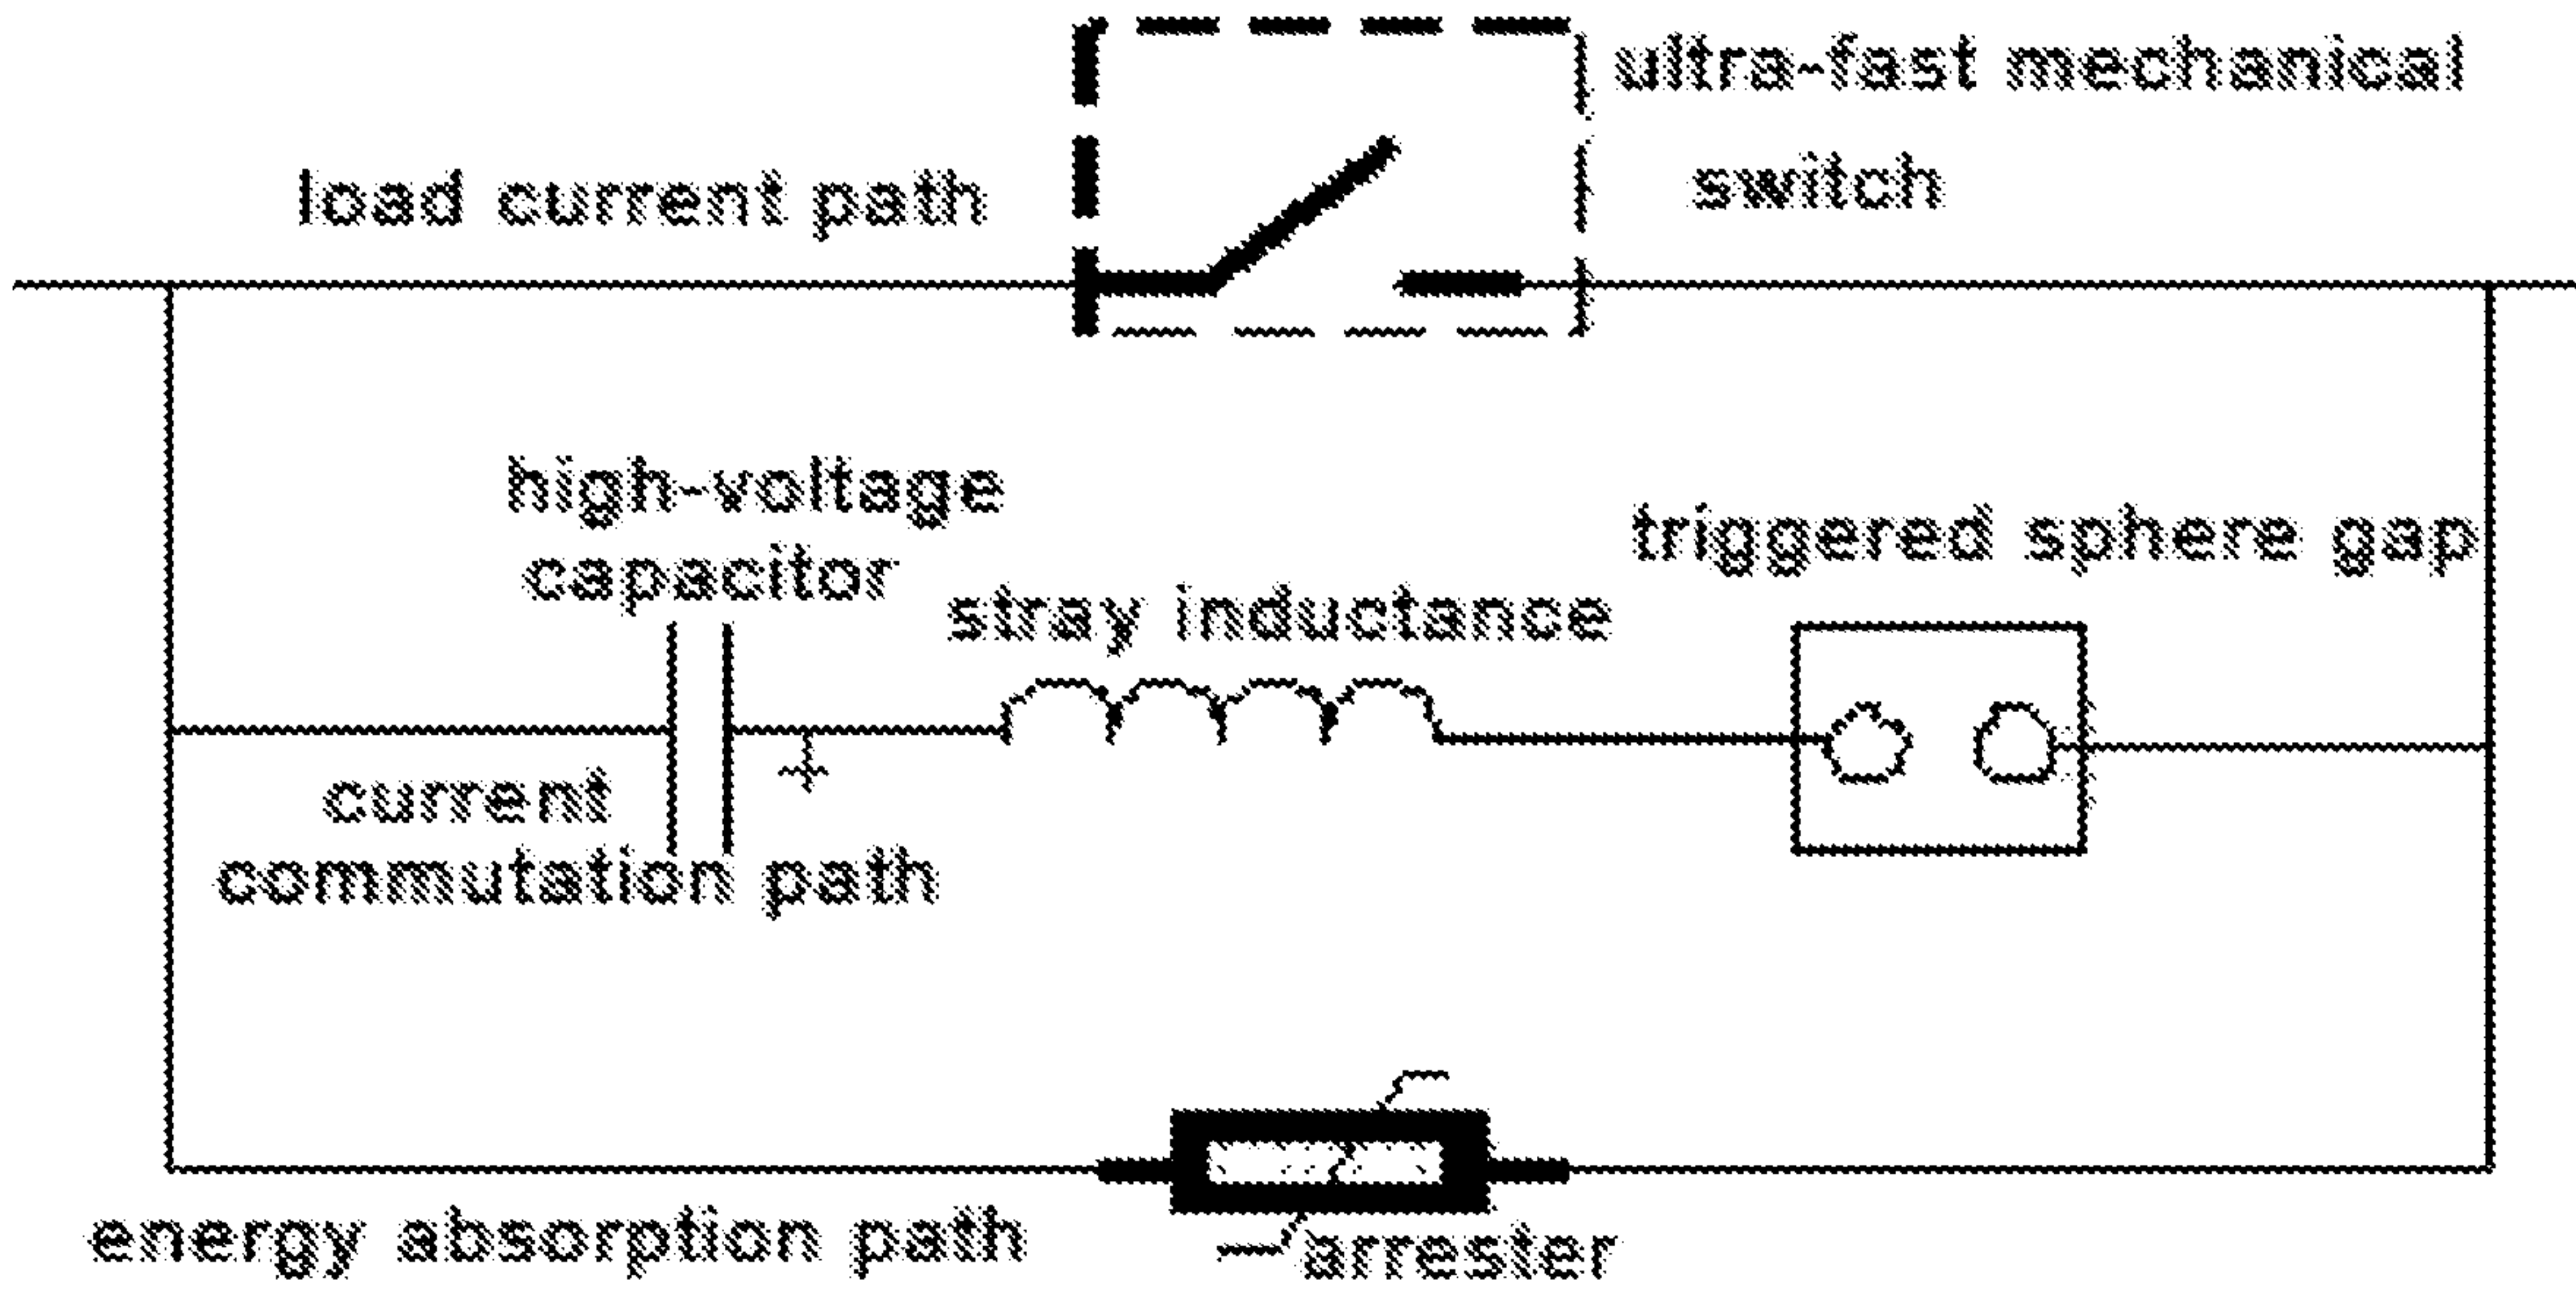 ultra-fast mechanical
switch
load current path
high-voltage
capacitor
triggered sphere gap
stray inductance
current
commutation path
energy absorption path
arrester